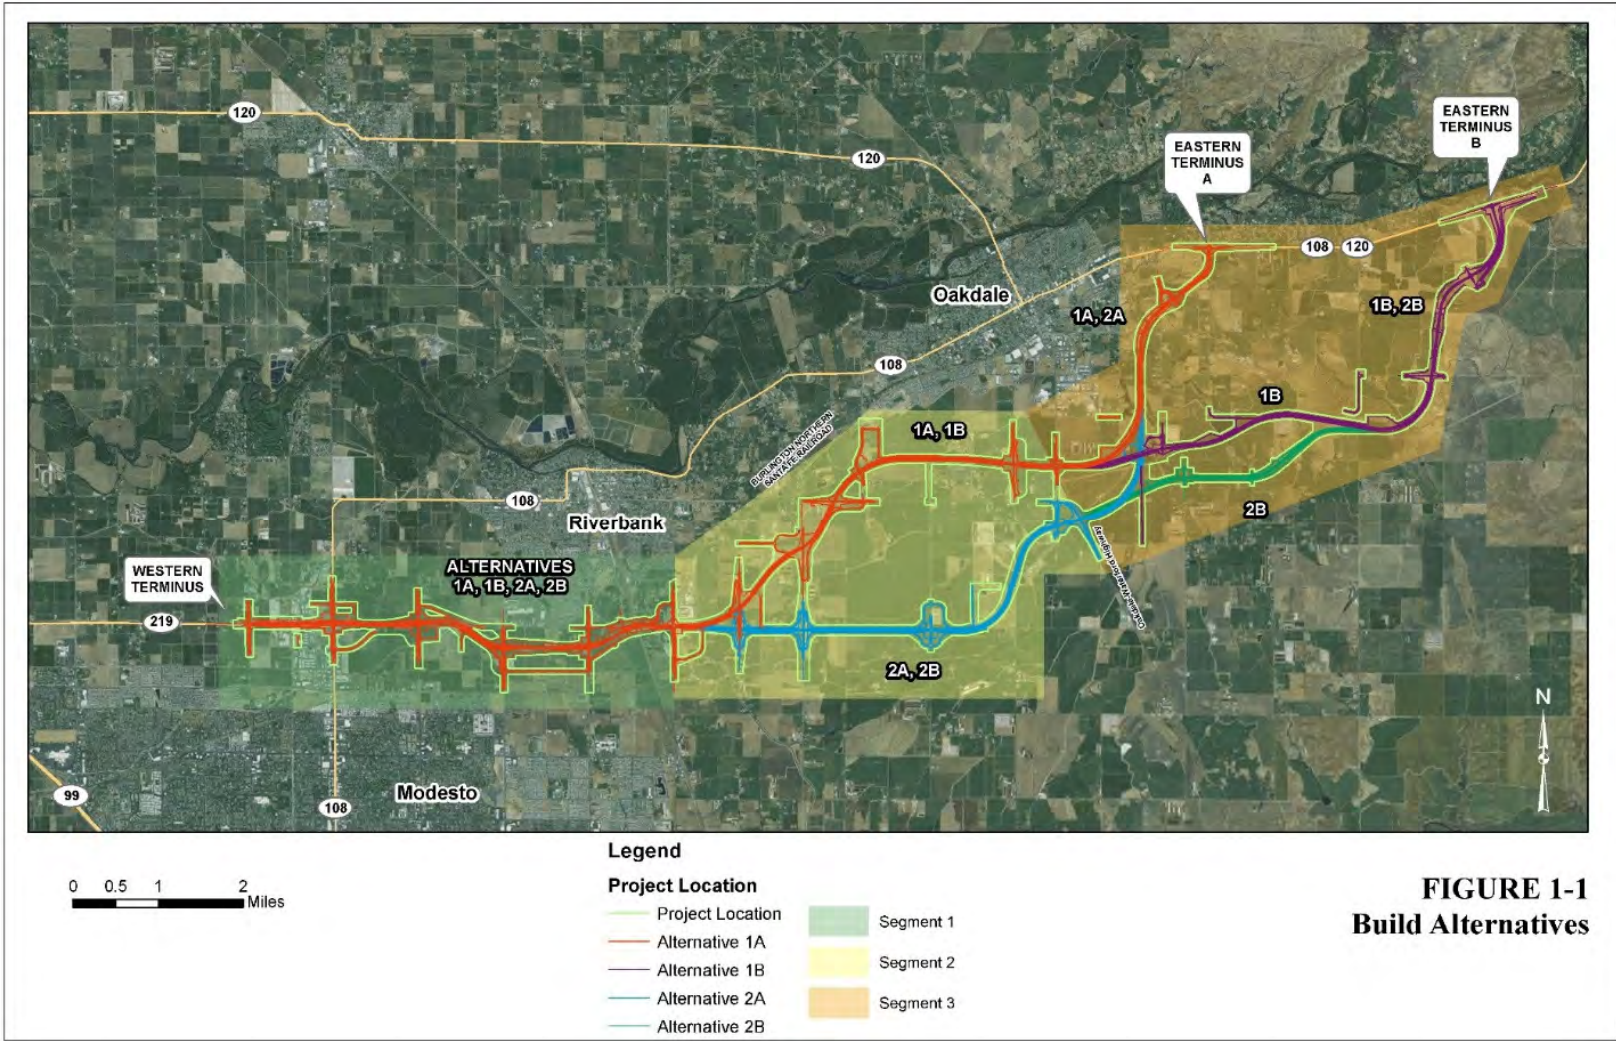 120
120
EASTERN
TERMINUS
A
EASTERN
TERMINUS
B
108
120
Oakdale
1A, 2A
1B, 2B
108
1B
BURLINGTON NORTHERN
SANTA FE RAILROAD
1A, 1B
108
Riverbank
2B
Oakdale-Waterford Highway
WESTERN
TERMINUS
ALTERNATIVES
1A, 1B, 2A, 2B
219
2A, 2B
N
99
108
Modesto
Legend
Project Location
Project Location
Alternative 1A
Alternative 1B
Alternative 2A
Alternative 2B
Segment 1
Segment 2
Segment 3
0 0.5 1 2
Miles
FIGURE 1-1
Build Alternatives